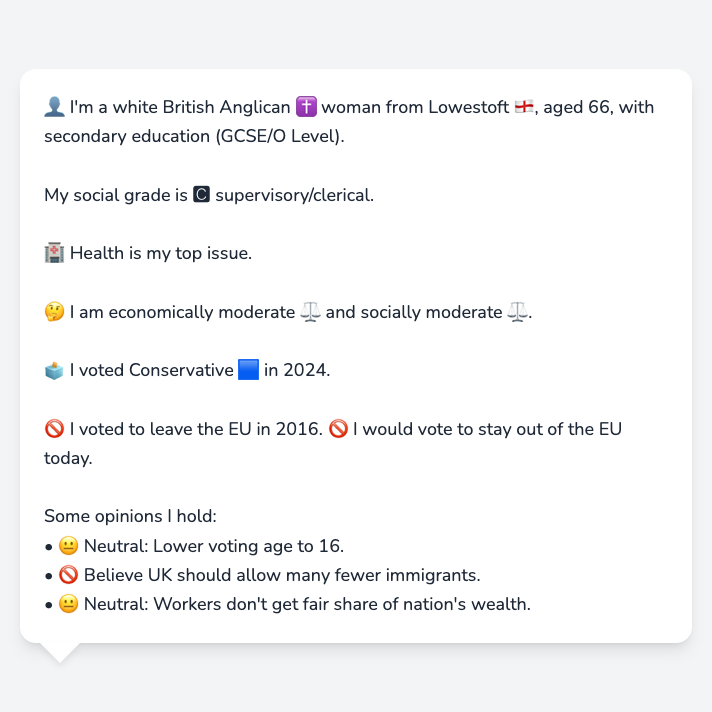 👤 I'm a white British Anglican ✝️ woman from Lowestoft 🏴󠁧󠁢󠁥󠁮󠁧󠁿, aged 66, with
secondary education (GCSE/O Level).
My social grade is 🅲 supervisory/clerical.
🏥 Health is my top issue.
🤔 I am economically moderate ⚖️ and socially moderate ⚖️.
🗳️ I voted Conservative 🟦 in 2024.
🚫 I voted to leave the EU in 2016. 🚫 I would vote to stay out of the EU
today.
Some opinions I hold:
• 😐 Neutral: Lower voting age to 16.
• 🚫 Believe UK should allow many fewer immigrants.
• 😐 Neutral: Workers don't get fair share of nation's wealth.